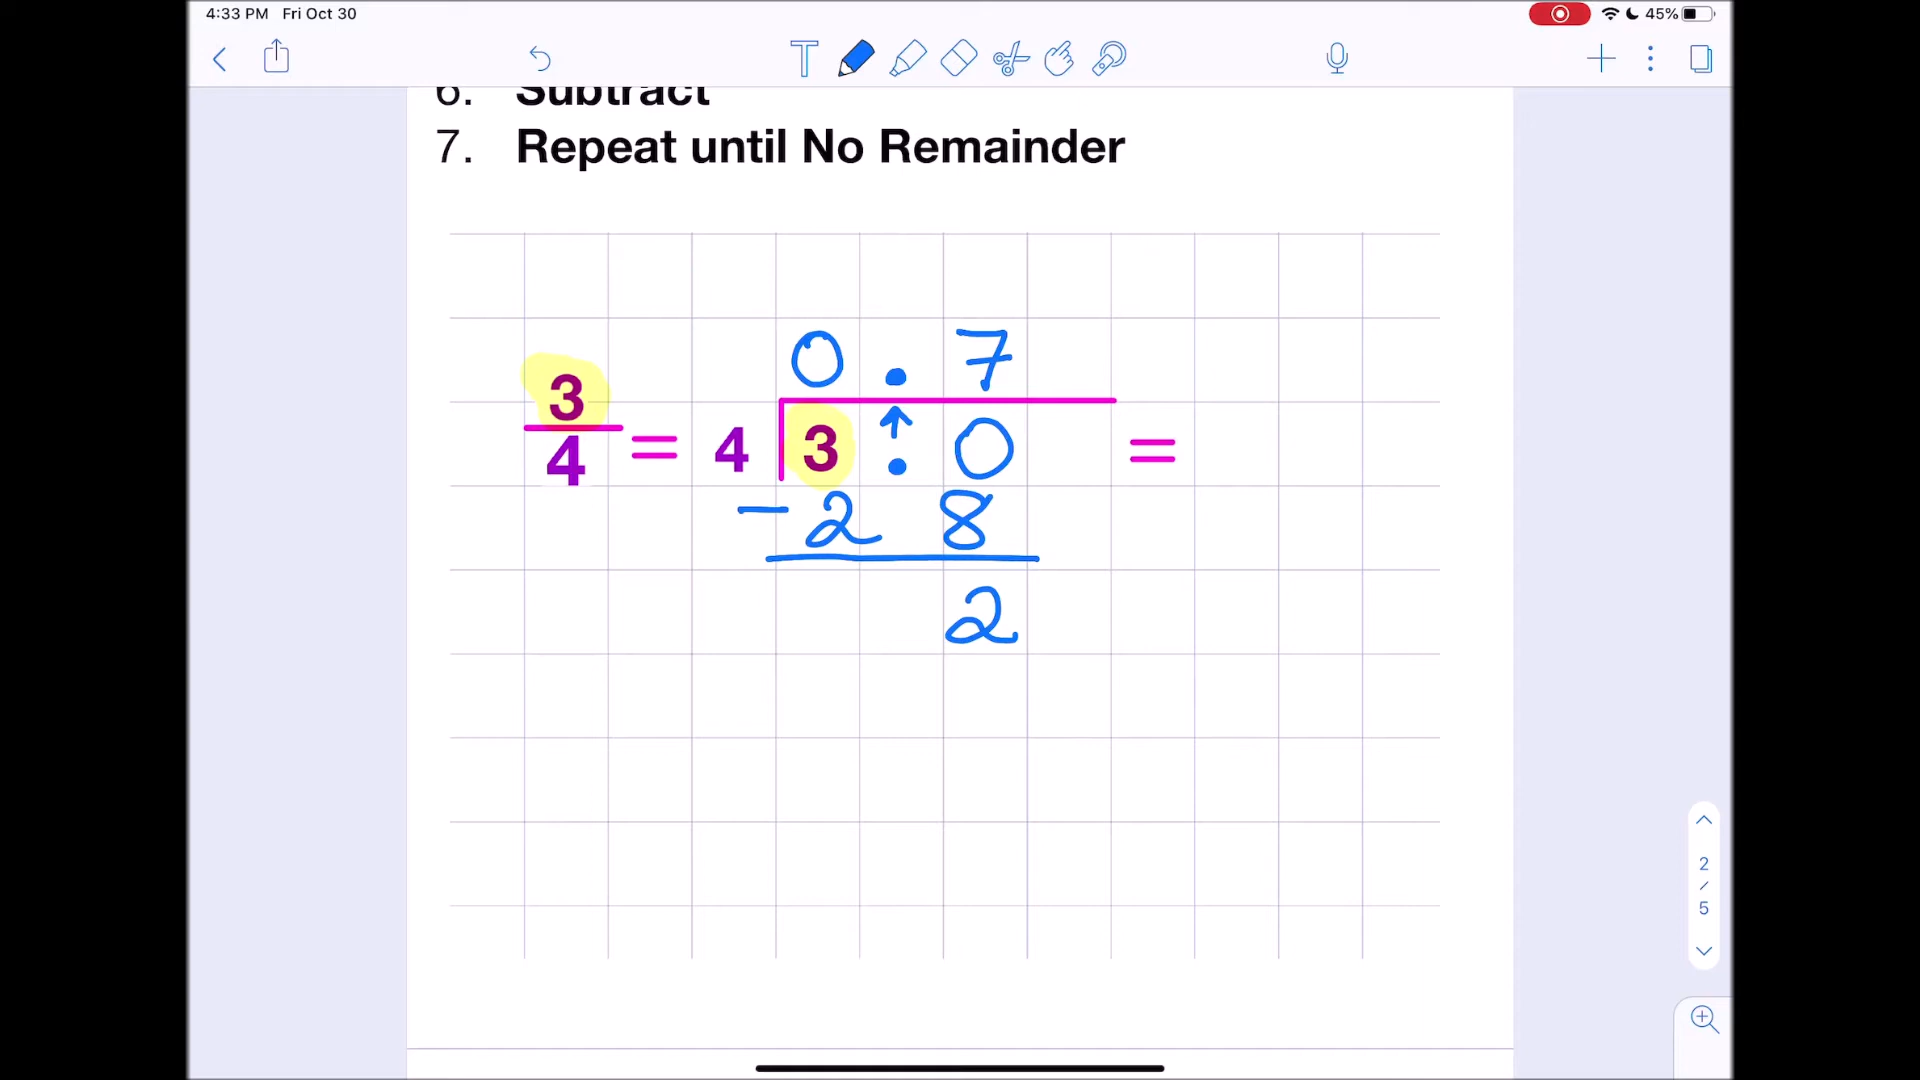 4:33 PM Fri Oct 30 45%
T
6. Subtract
7. Repeat until No Remainder
0 . 7
3/4 = 4 3 . 0 =
- 2 8
2
2 / 5